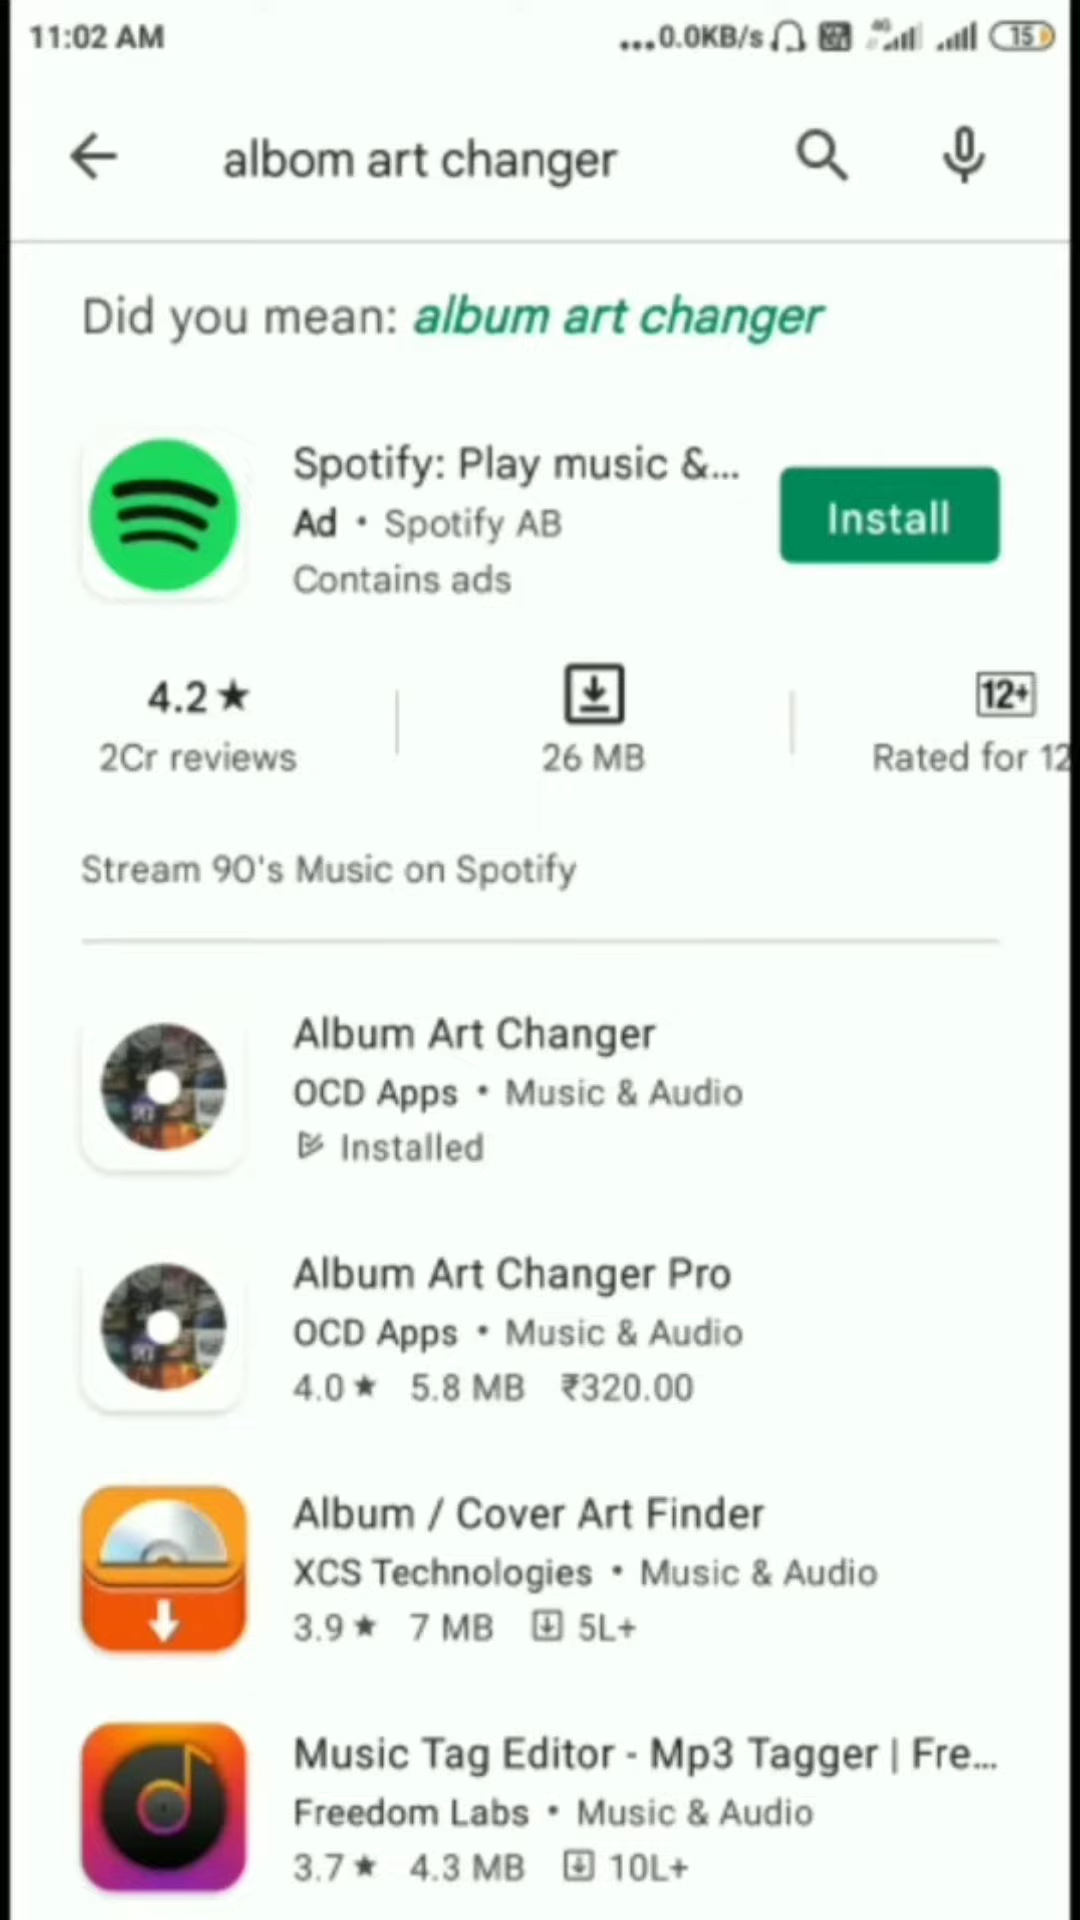 11:02 AM
...0.0KB/s 4G 15
albom art changer
Did you mean: album art changer
Spotify: Play music &...
Ad • Spotify AB
Contains ads
Install
4.2 ★
2Cr reviews
26 MB
12+
Rated for 12
Stream 90's Music on Spotify
Album Art Changer
OCD Apps • Music & Audio
Installed
Album Art Changer Pro
OCD Apps • Music & Audio
4.0 ★ 5.8 MB ₹320.00
Album / Cover Art Finder
XCS Technologies • Music & Audio
3.9 ★ 7 MB 5L+
Music Tag Editor - Mp3 Tagger | Fre...
Freedom Labs • Music & Audio
3.7 ★ 4.3 MB 10L+